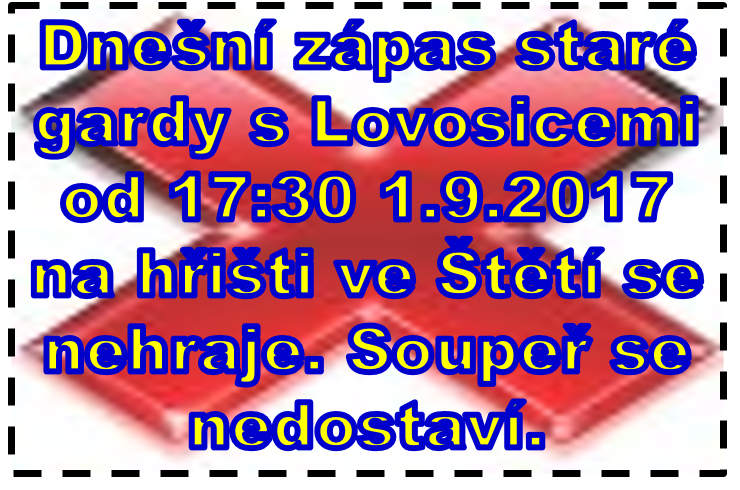 Dnešní zápas staré
gardy s Lovosicemi
od 17:30 1.9.2017
na hřišti ve Štětí se
nehraje. Soupeř se
nedostaví.